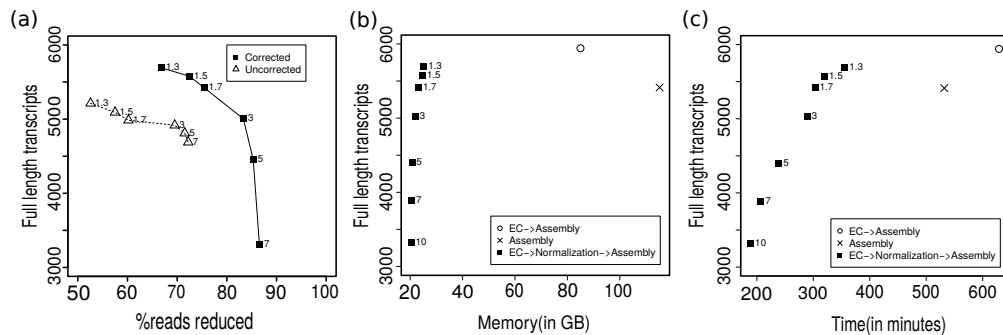 (a)
Full length transcripts
6000
5000
4000
3000
Corrected
Uncorrected
1.3
1.5
1.7
3
5
7
1.3
1.5
1.7
3
5
7
50 60 70 80 90 100
%reads reduced
(b)
Full length transcripts
6000
5000
4000
3000
1.3
1.5
1.7
3
5
7
10
EC->Assembly
Assembly
EC->Normalization->Assembly
20 40 60 80 100
Memory(in GB)
(c)
Full length transcripts
6000
5000
4000
3000
1.3
1.5
1.7
3
5
7
10
EC->Assembly
Assembly
EC->Normalization->Assembly
200 300 400 500 600
Time(in minutes)